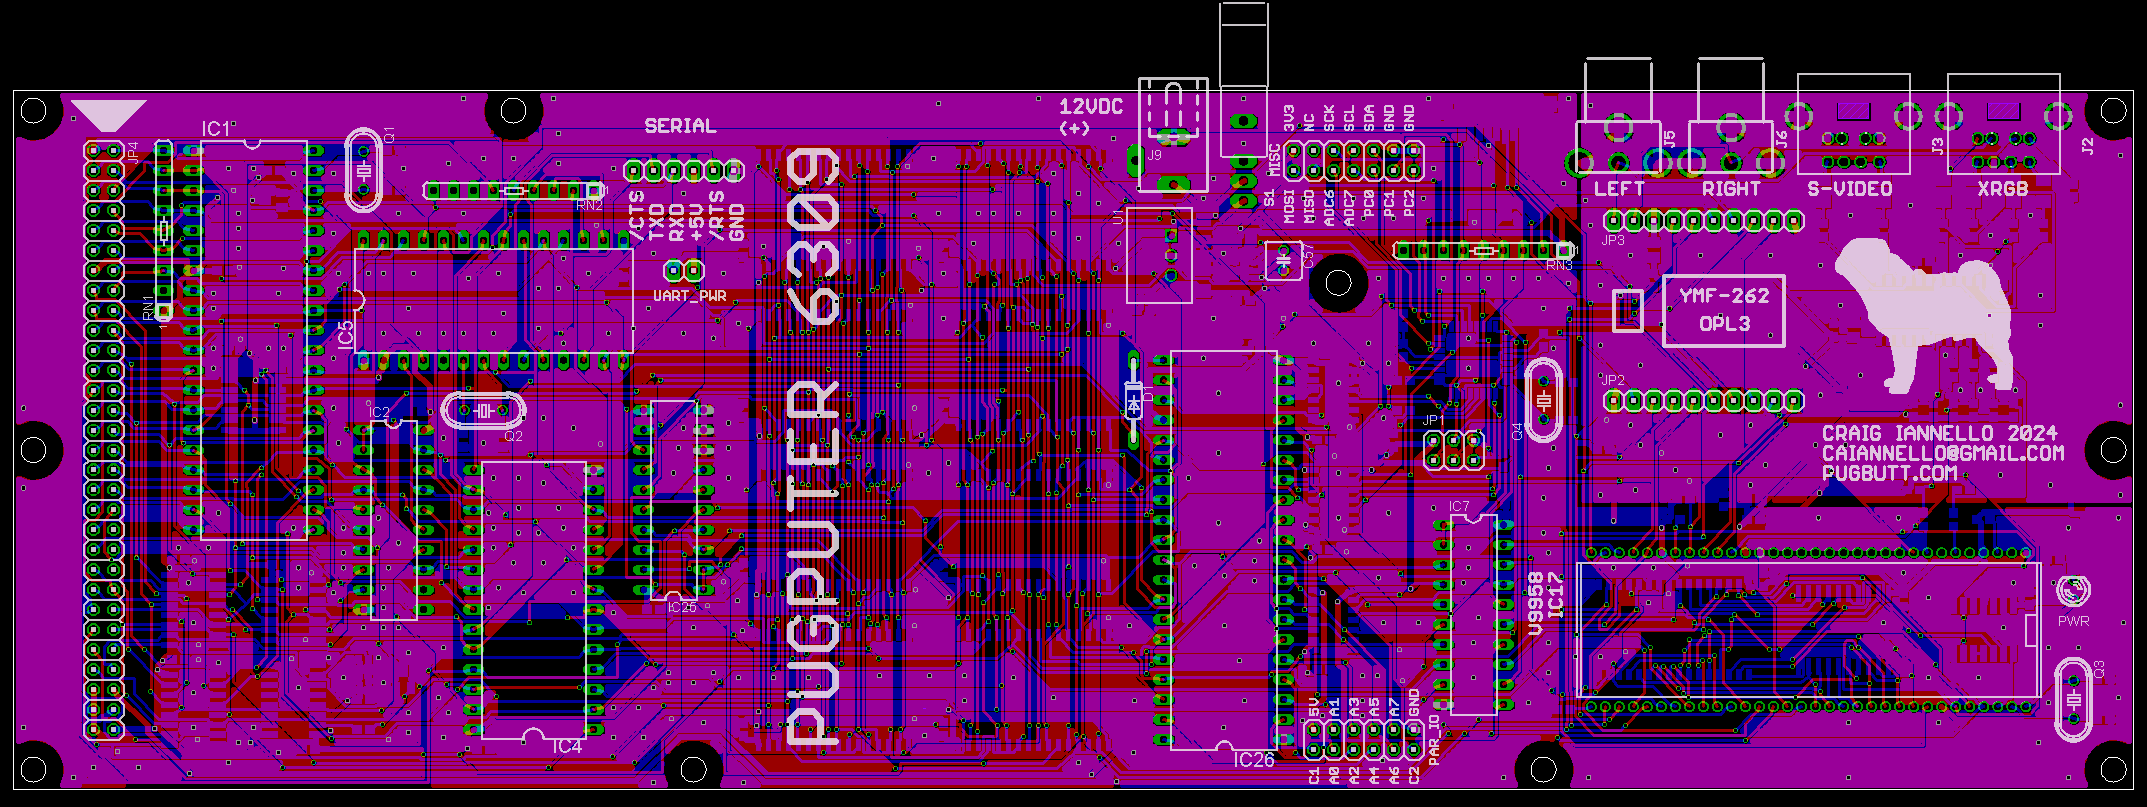 IC1
Q1
JP4
RN1
1
SERIAL
/CTS
TXD
RXD
+5V
/RTS
GND
RN2
1
UART_PWR
IC5
IC2
Q2
IC4
IC25
PUGPUTER 6309
12VDC
(+)
J9
U1
S1
MISC
3V3
NC
SCK
SCL
SDA
GND
GND
MOSI
MISO
ADC6
ADC7
PC0
PC1
PC2
C57
RN3
1
D1
JP1
Q4
IC7
IC26
5V
A1
A3
A5
A7
GND
C1
A0
A2
A4
A6
C2
PAR_IO
J5
J6
J3
J2
LEFT
RIGHT
S-VIDEO
XRGB
JP3
YMF-262
OPL3
JP2
CRAIG IANNELLO 2024
CAIANNELLO@GMAIL.COM
PUGBUTT.COM
V9958
IC17
PWR
Q3